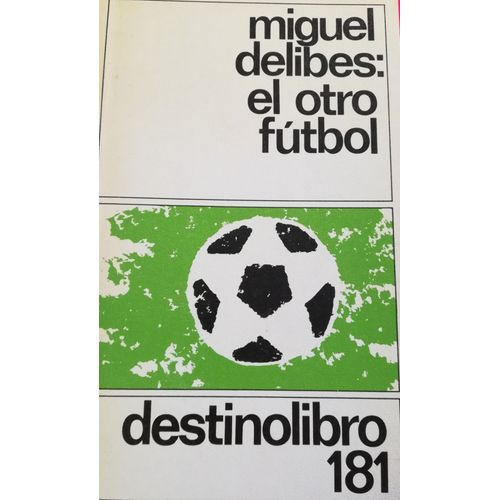 miguel
delibes:
el otro
fútbol
destinolibro
181